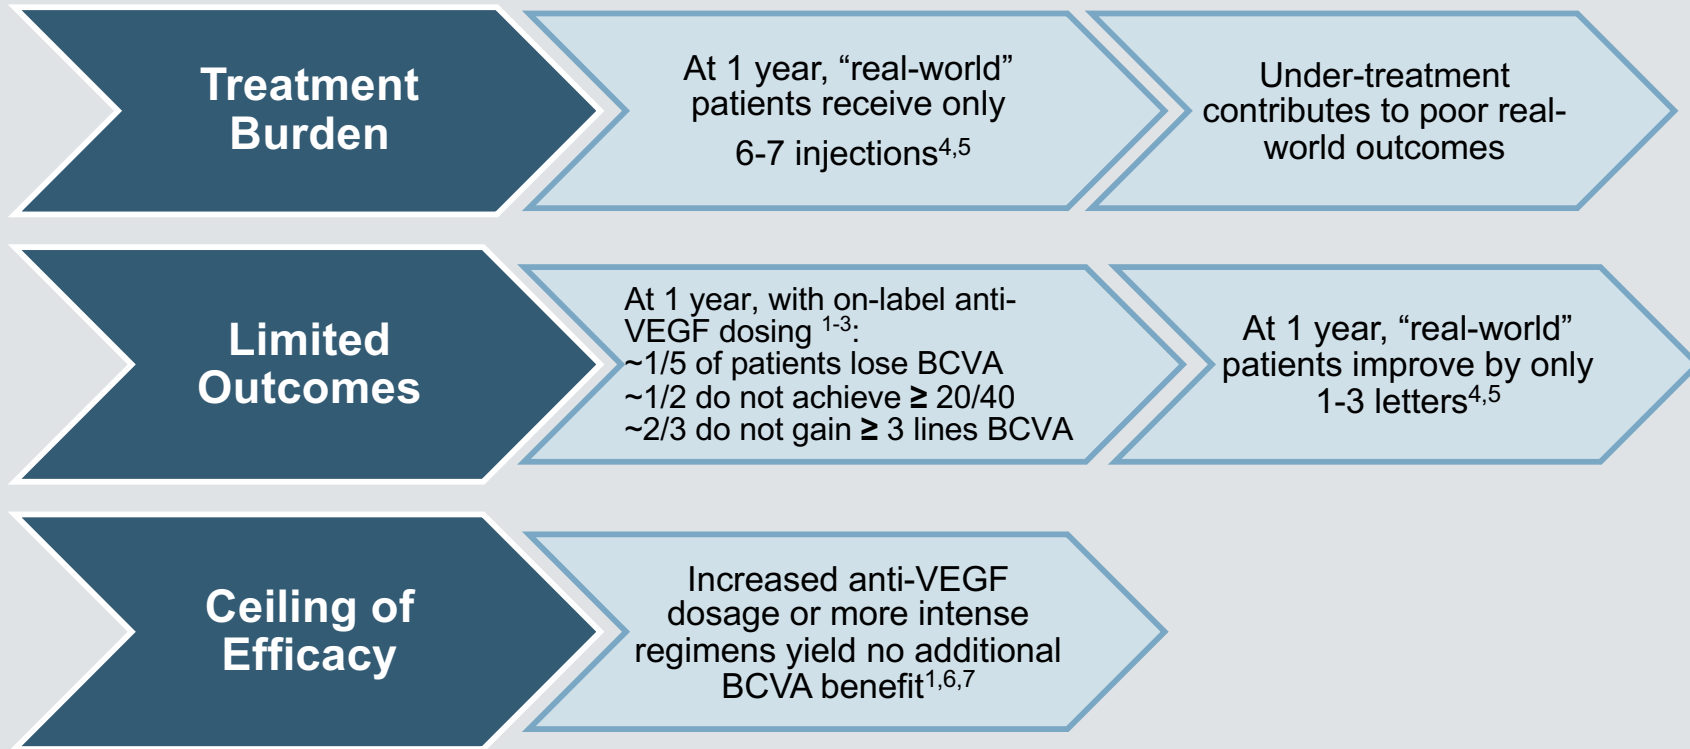 Treatment
Burden
At 1 year, “real-world”
patients receive only
6-7 injections4,5
Under-treatment
contributes to poor real-
world outcomes
Limited
Outcomes
At 1 year, with on-label anti-
VEGF dosing 1-3:
~1/5 of patients lose BCVA
~1/2 do not achieve ≥ 20/40
~2/3 do not gain ≥ 3 lines BCVA
At 1 year, “real-world”
patients improve by only
1-3 letters4,5
Ceiling of
Efficacy
Increased anti-VEGF
dosage or more intense
regimens yield no additional
BCVA benefit1,6,7